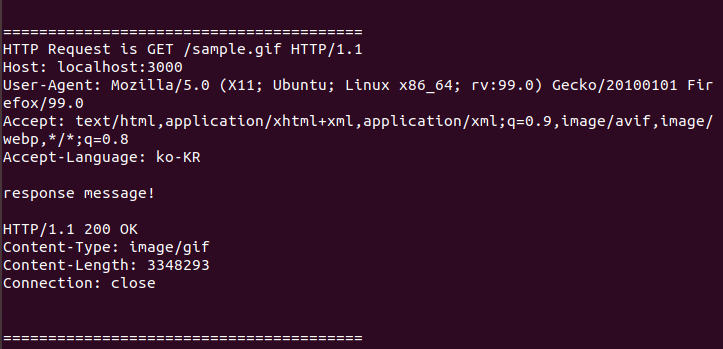 ========================================
HTTP Request is GET /sample.gif HTTP/1.1
Host: localhost:3000
User-Agent: Mozilla/5.0 (X11; Ubuntu; Linux x86_64; rv:99.0) Gecko/20100101 Fir
efox/99.0
Accept: text/html,application/xhtml+xml,application/xml;q=0.9,image/avif,image/
webp,*/*;q=0.8
Accept-Language: ko-KR
response message!
HTTP/1.1 200 OK
Content-Type: image/gif
Content-Length: 3348293
Connection: close
========================================